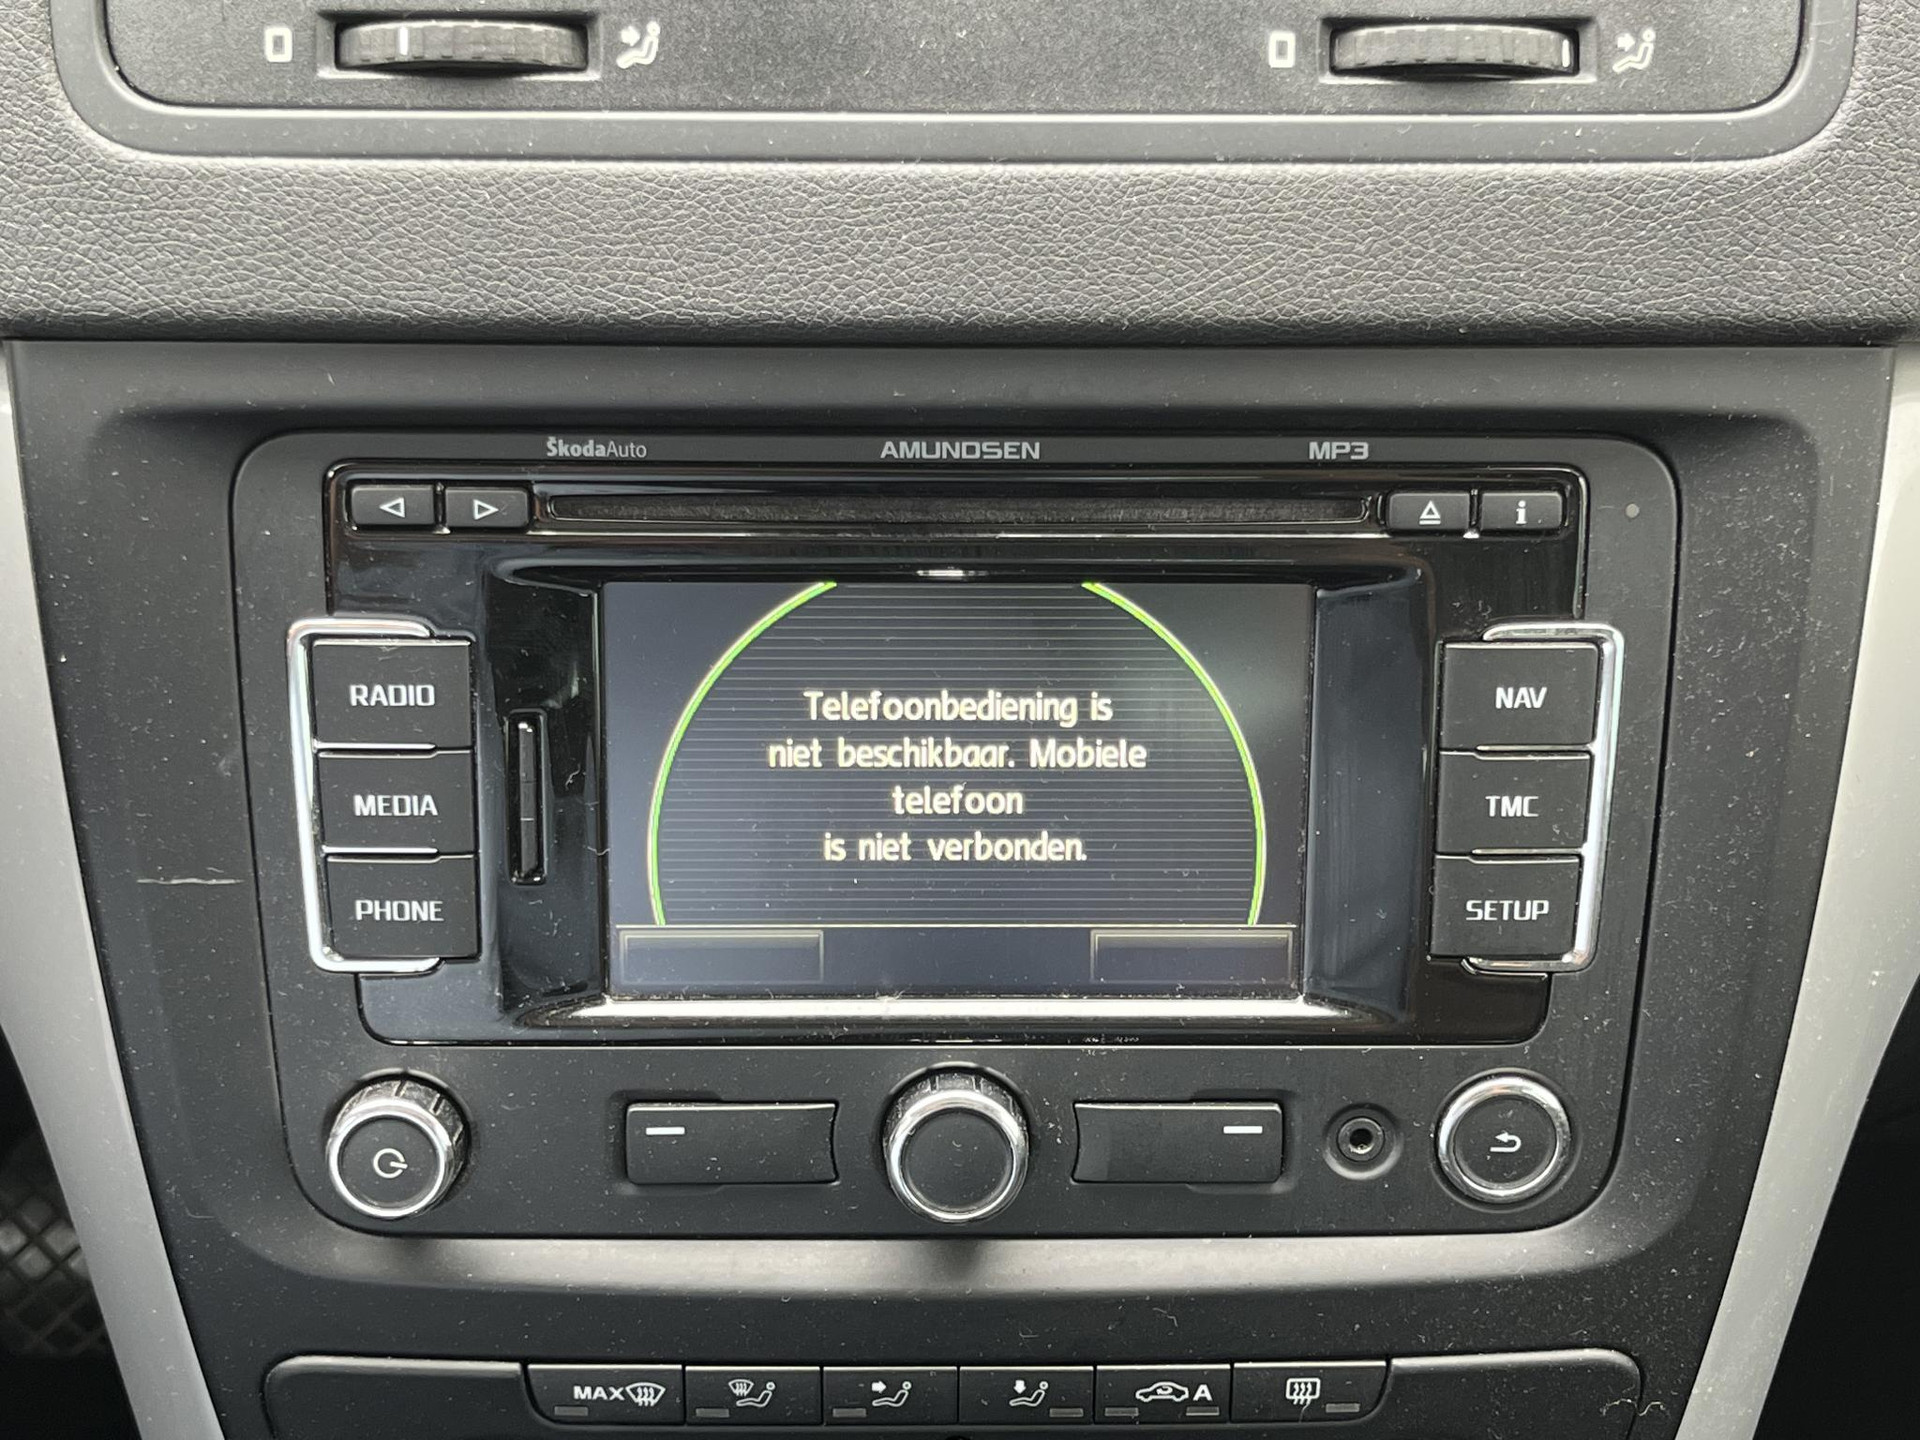 ŠkodaAuto AMUNDSEN MP3
i
RADIO
MEDIA
PHONE
Telefoonbediening is
niet beschikbaar. Mobiele
telefoon
is niet verbonden.
NAV
TMC
SETUP
MAX
A